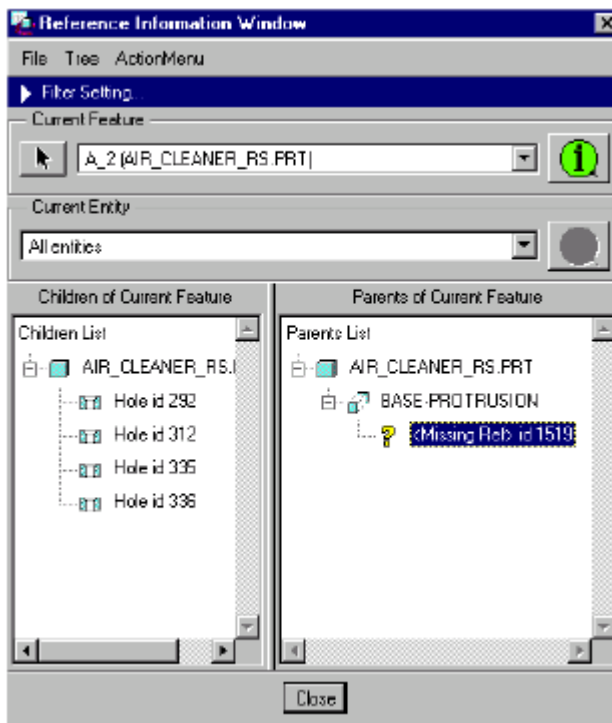 Reference Information Window
File Tree ActionMenu
Filter Setting...
Current Feature
A_2 (AIR_CLEANER_RS.PRT)
Current Entity
All entities
Children of Current Feature
Children List
AIR_CLEANER_RS.
Hole id 292
Hole id 312
Hole id 335
Hole id 336
Parents of Current Feature
Parents List
AIR_CLEANER_RS.PRT
BASE-PROTRUSION
<Missing Ref> id 1519
Close